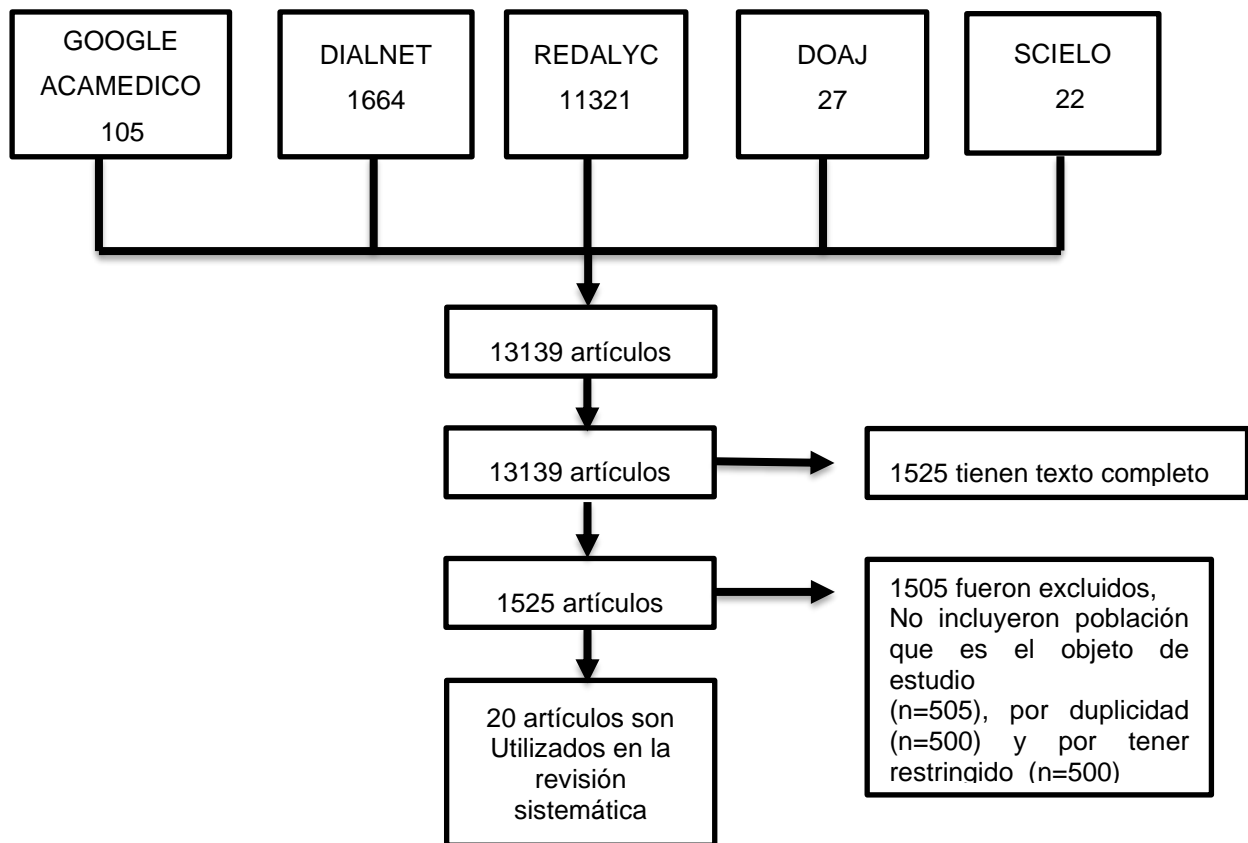 GOOGLE
ACAMEDICO
105
DIALNET
1664
REDALYC
11321
DOAJ
27
SCIELO
22
13139 artículos
13139 artículos
1525 tienen texto completo
1525 artículos
1505 fueron excluidos,
No incluyeron población
que es el objeto de
estudio
(n=505), por duplicidad
(n=500) y por tener
restringido (n=500)
20 artículos son
Utilizados en la
revisión
sistemática